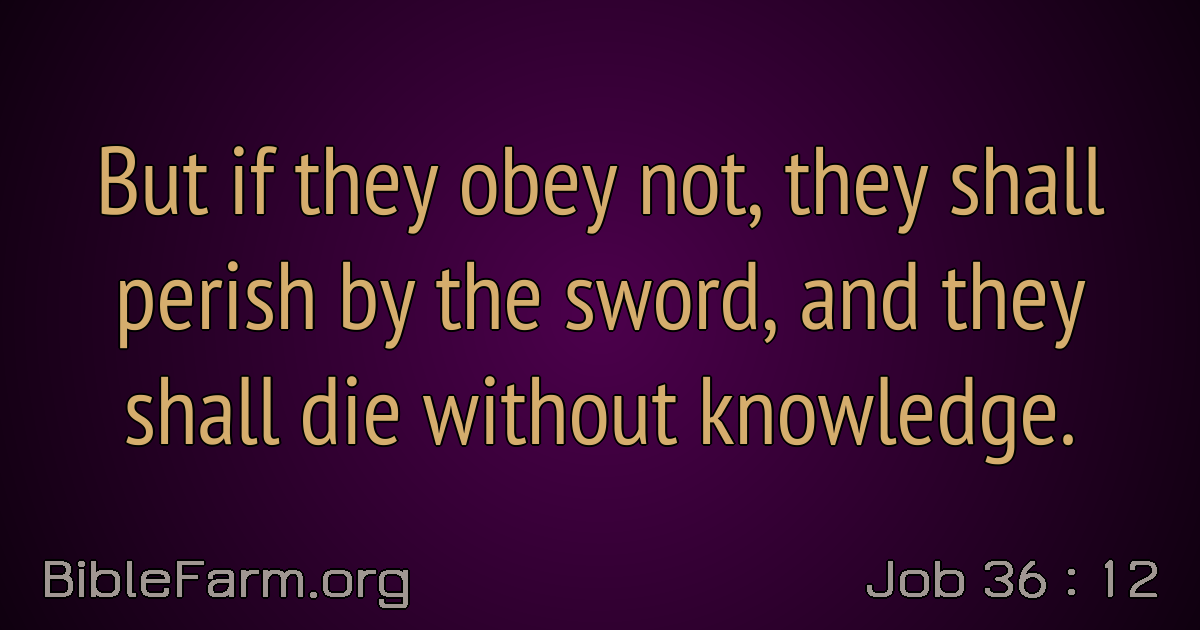 But if they obey not, they shall
perish by the sword, and they
shall die without knowledge.
BibleFarm.org
Job 36 : 12